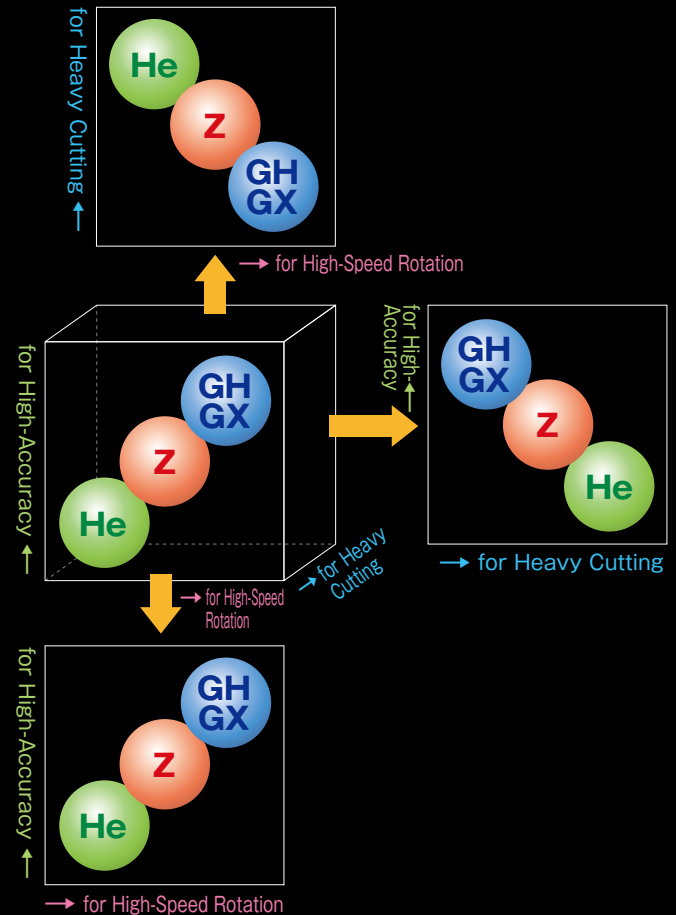 for Heavy Cutting →
He
Z
GH
GX
→ for High-Speed Rotation
for High-Accuracy →
GH
GX
Z
He
→ for High-Speed
Rotation
→ for Heavy
Cutting
for High-→
Accuracy
GH
GX
Z
He
→ for Heavy Cutting
for High-Accuracy →
GH
GX
Z
He
→ for High-Speed Rotation